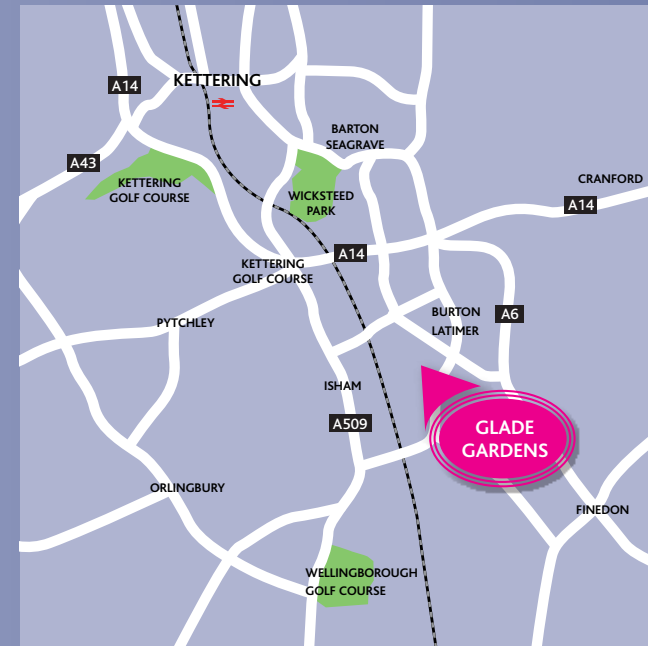 A14
KETTERING
BARTON
SEAGRAVE
A43
KETTERING
GOLF COURSE
WICKSTEED
PARK
CRANFORD
A14
A14
KETTERING
GOLF COURSE
BURTON
LATIMER
A6
PYTCHLEY
ISHAM
A509
GLADE
GARDENS
ORLINGBURY
FINEDON
WELLINGBOROUGH
GOLF COURSE